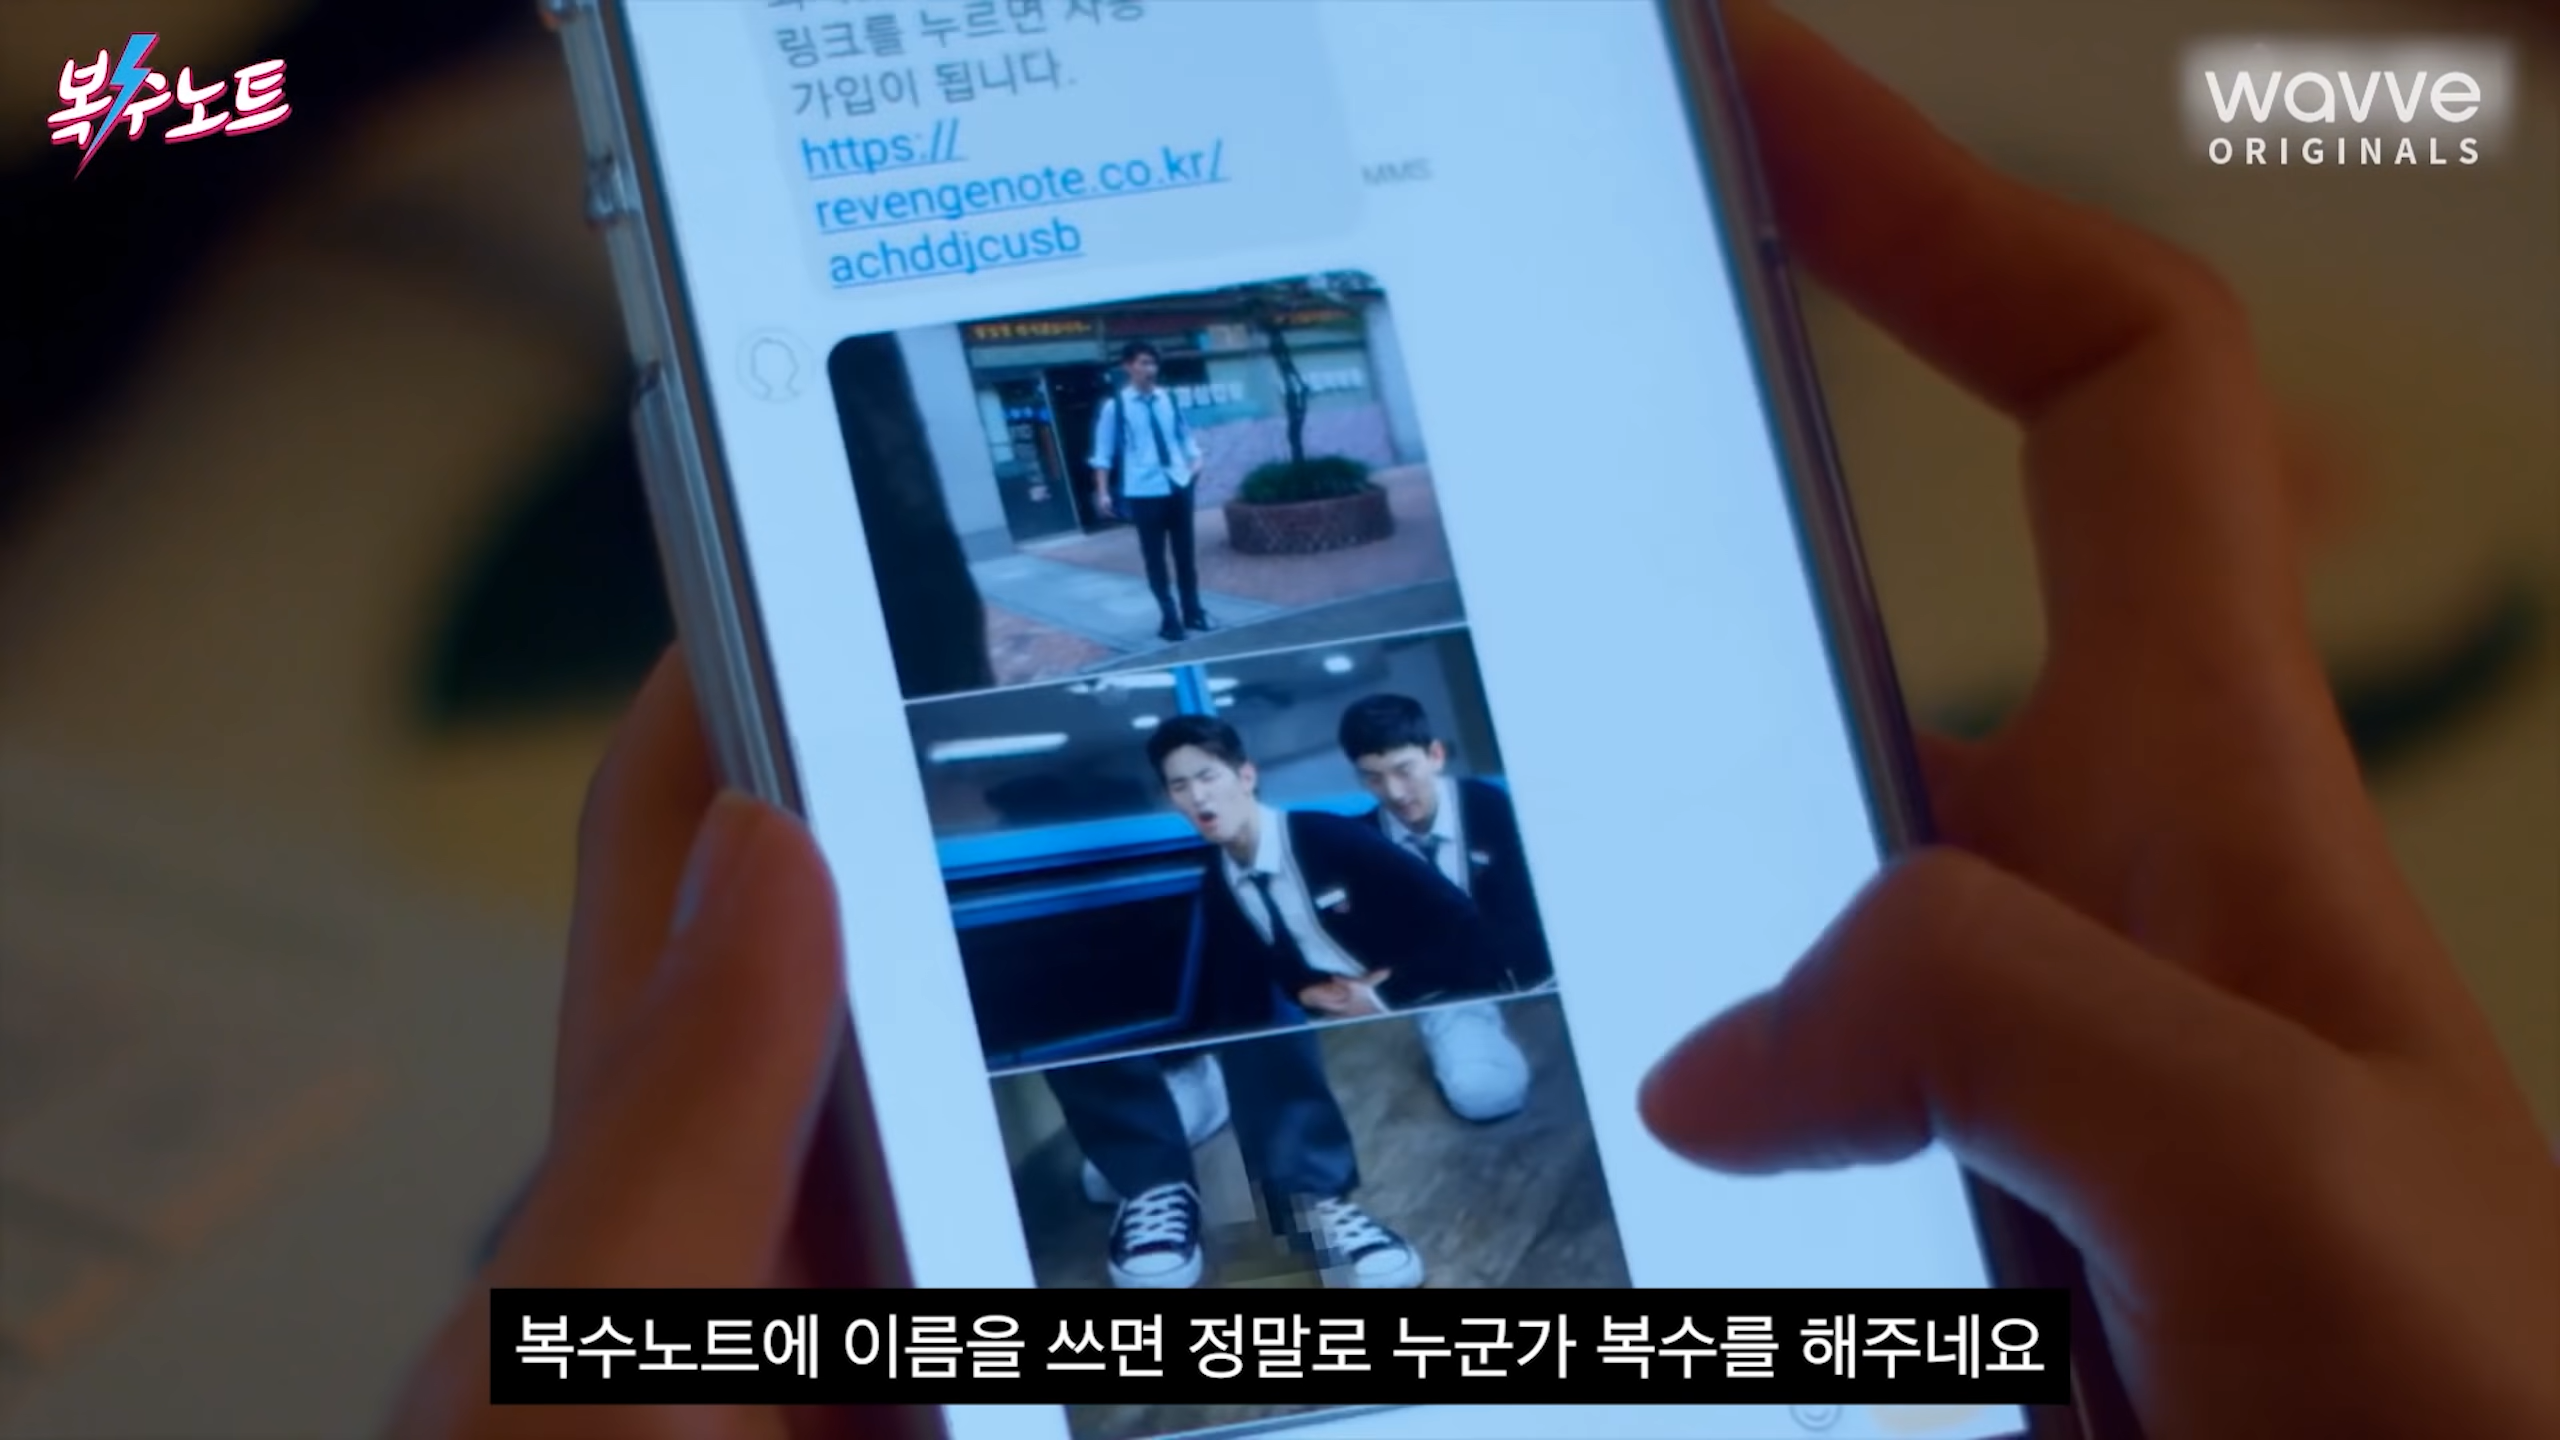 복수노트
wavve
ORIGINALS
링크를 누르면 자동
가입이 됩니다.
https://
revengenote.co.kr/
achddjcusb
MMS
복수노트에 이름을 쓰면 정말로 누군가 복수를 해주네요